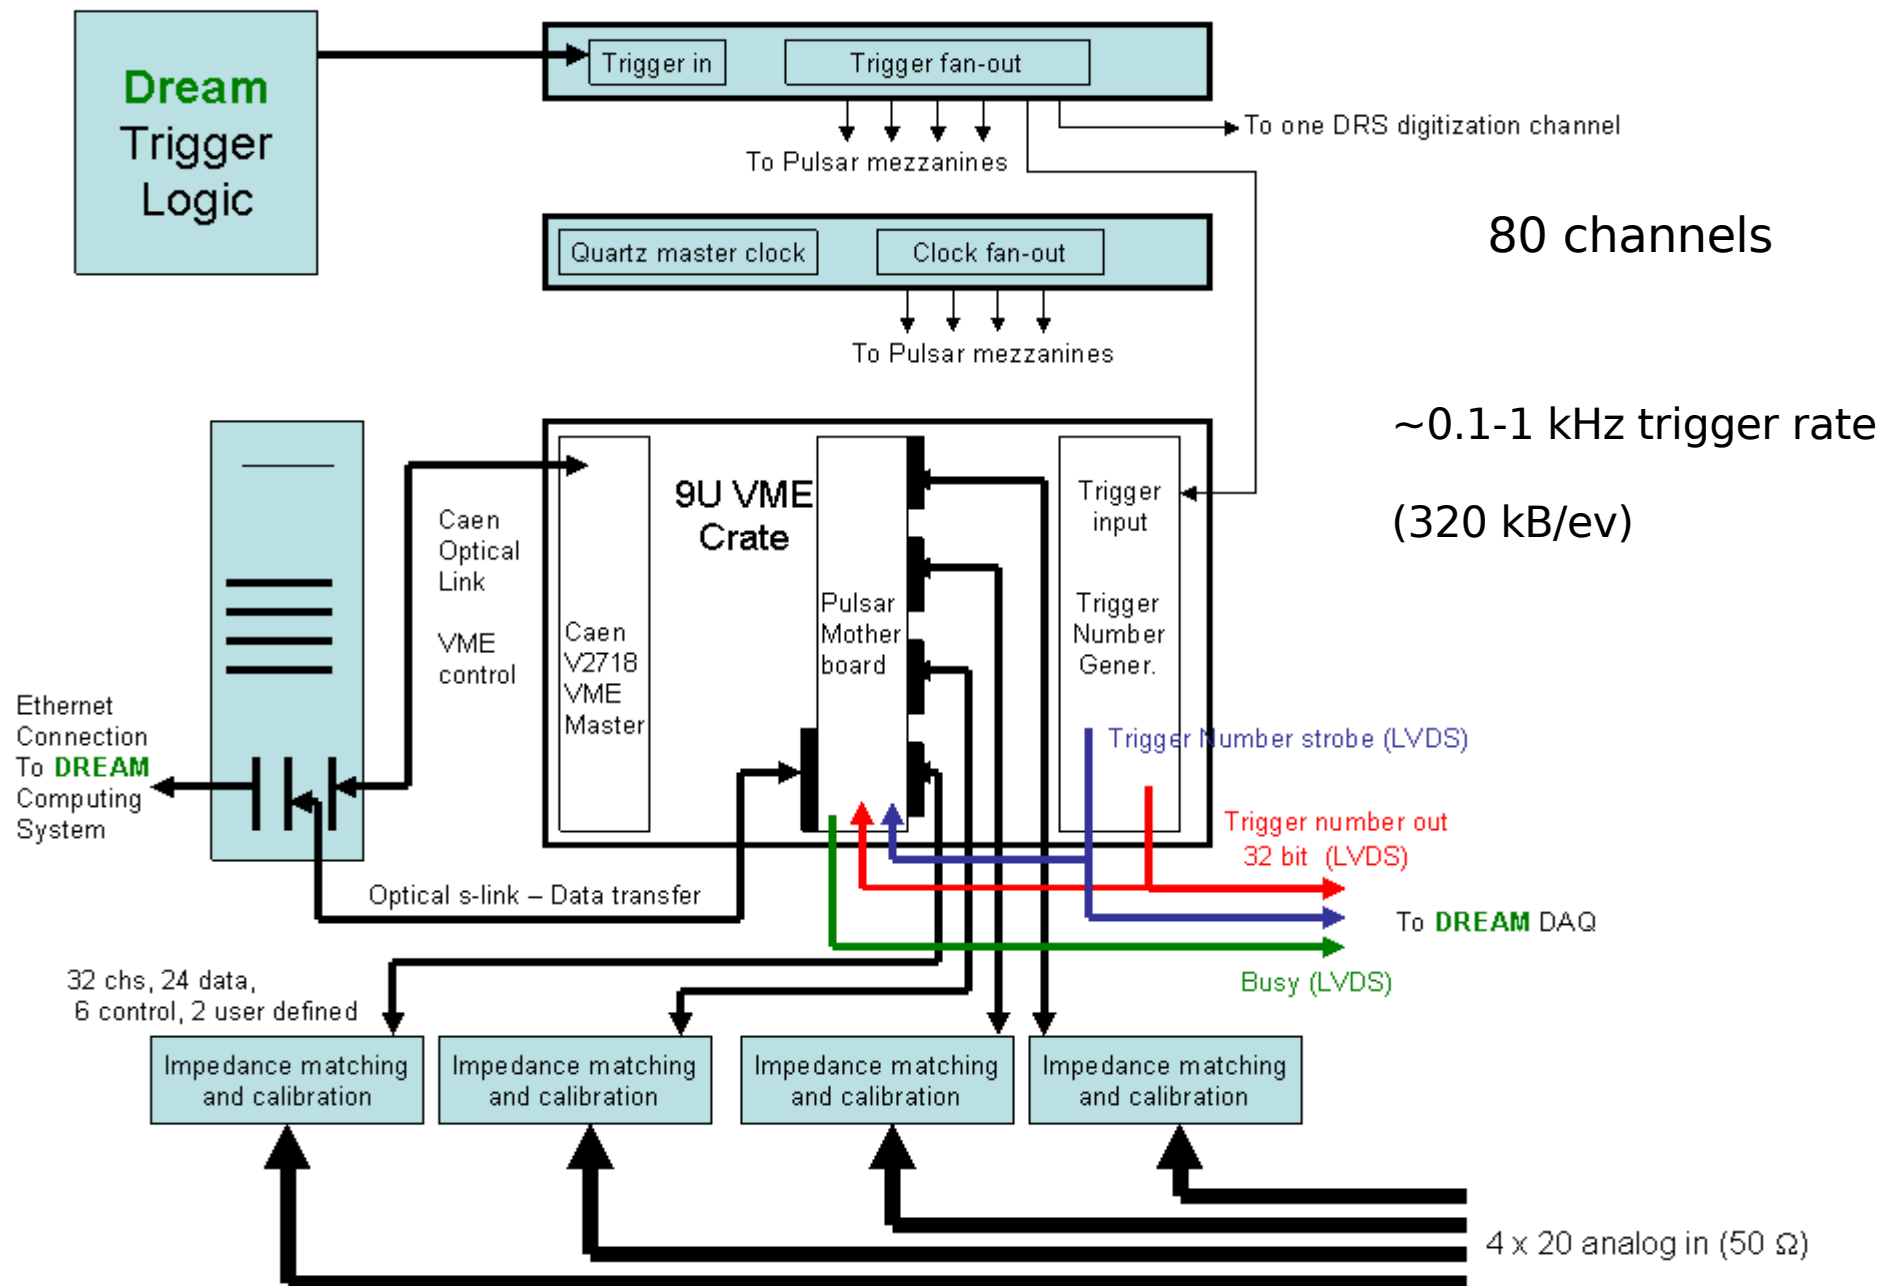 Dream
Trigger
Logic
Trigger in
Trigger fan-out
To one DRS digitization channel
To Pulsar mezzanines
80 channels
Quartz master clock
Clock fan-out
To Pulsar mezzanines
~0.1-1 kHz trigger rate
(320 kB/ev)
Caen
Optical
Link
VME
control
9U VME
Crate
Caen
V2718
VME
Master
Pulsar
Mother
board
Trigger
input
Trigger
Number
Gener.
Ethernet
Connection
To DREAM
Computing
System
Trigger Number strobe (LVDS)
Trigger number out
32 bit (LVDS)
Optical s-link – Data transfer
To DREAM DAQ
Busy (LVDS)
32 chs, 24 data,
6 control, 2 user defined
Impedance matching
and calibration
Impedance matching
and calibration
Impedance matching
and calibration
Impedance matching
and calibration
4 x 20 analog in (50 Ω)